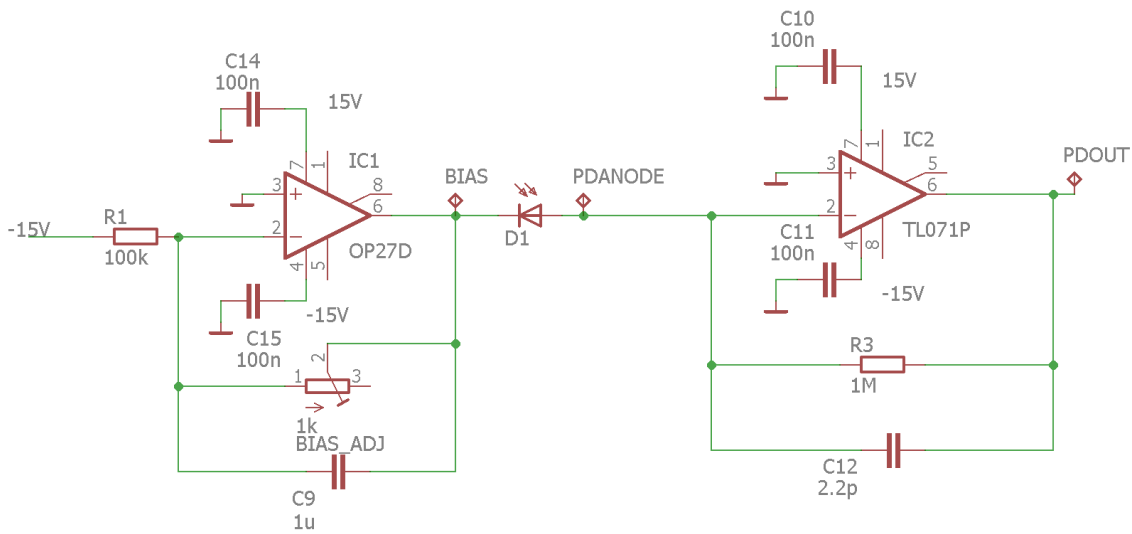 C10
100n
15V
C14
100n
15V
7
1
IC1
3
+
8
6
2
−
4
5
OP27D
-15V
R1
100k
C15
100n
-15V
BIAS
D1
PDANODE
7
1
IC2
3
+
5
6
2
−
4
8
TL071P
C11
100n
-15V
PDOUT
2
1
3
1k
BIAS_ADJ
C9
1u
R3
1M
C12
2.2p